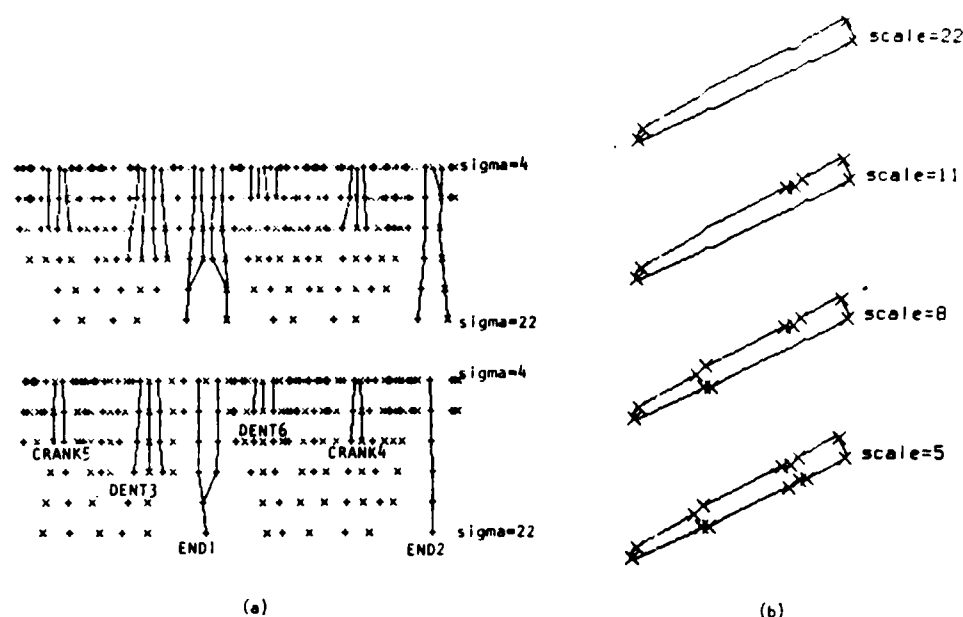 sigma=4
sigma=22
sigma=4
DENT6
CRANK5
CRANK4
DENT3
sigma=22
END1
END2
(a)
scale=22
scale=11
scale=8
scale=5
(b)